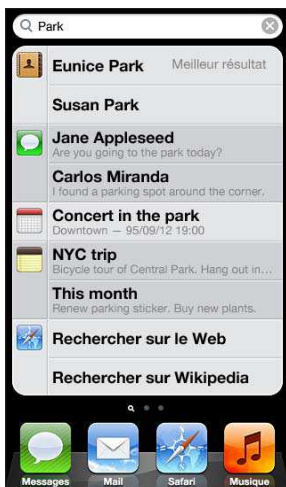 Park
Eunice Park Meilleur résultat
Susan Park
Jane Appleseed
Are you going to the park today?
Carlos Miranda
I found a parking spot around the corner.
Concert in the park
Downtown — 95/09/12 19:00
NYC trip
Bicycle tour of Central Park. Hang out in...
This month
Renew parking sticker. Buy new plants.
Rechercher sur le Web
Rechercher sur Wikipedia
Messages Mail Safari Musique